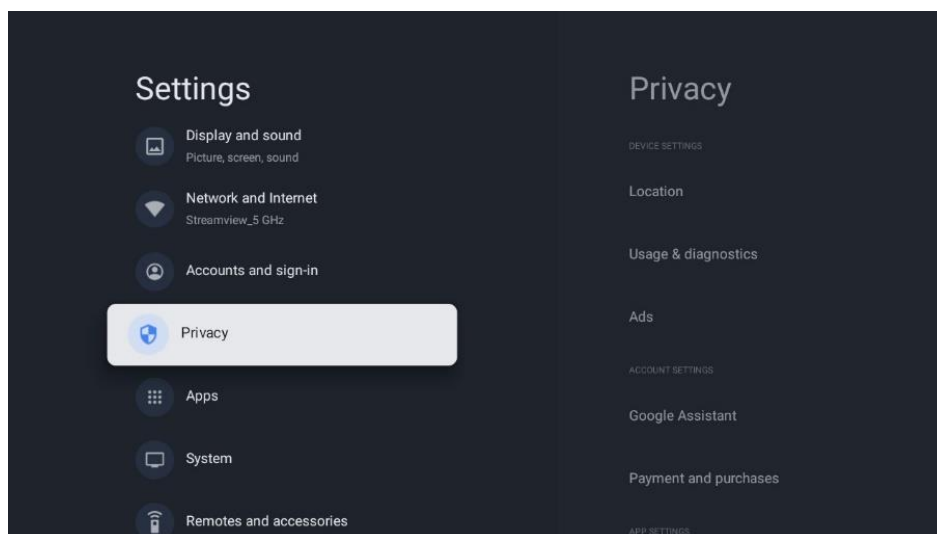 Settings
Display and sound
Picture, screen, sound
Network and Internet
Streamview_5 GHz
Accounts and sign-in
Privacy
Apps
System
Remotes and accessories
Privacy
DEVICE SETTINGS
Location
Usage & diagnostics
Ads
ACCOUNT SETTINGS
Google Assistant
Payment and purchases
APP SETTINGS